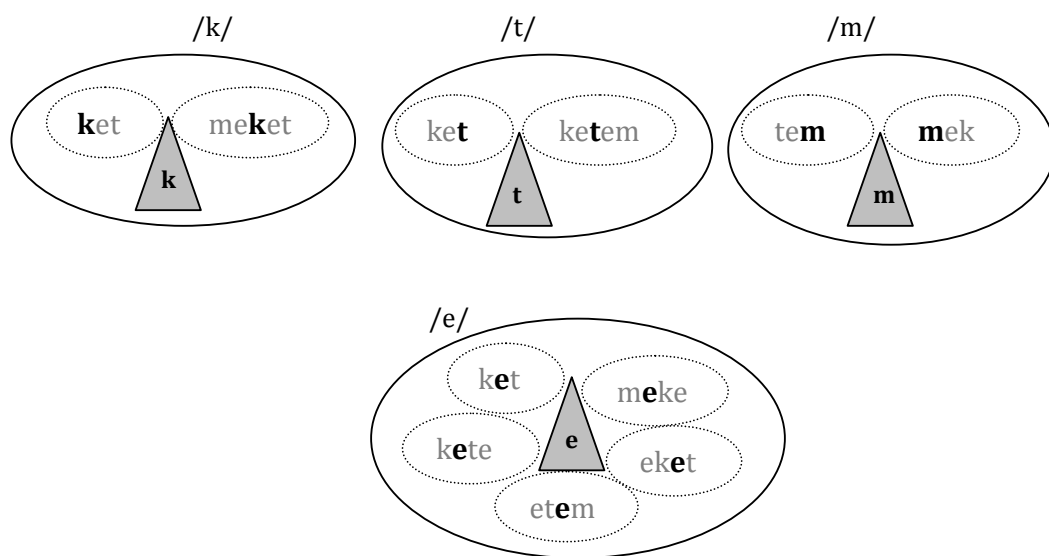 /k/ /t/ /m/
ket meket ket ketem tem mek
k t m
/e/
ket meke
kete e eket
etem